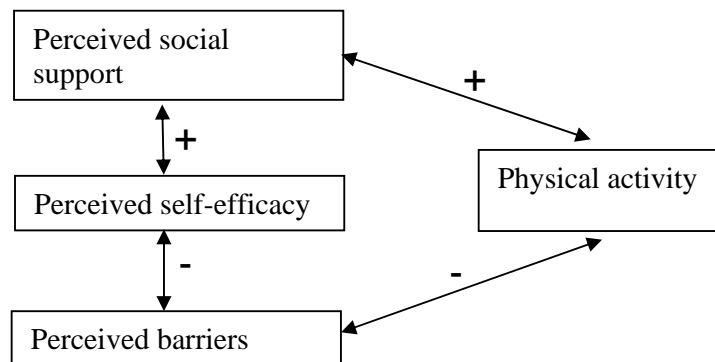 Perceived social
support
+
+
Physical activity
Perceived self-efficacy
-
-
Perceived barriers